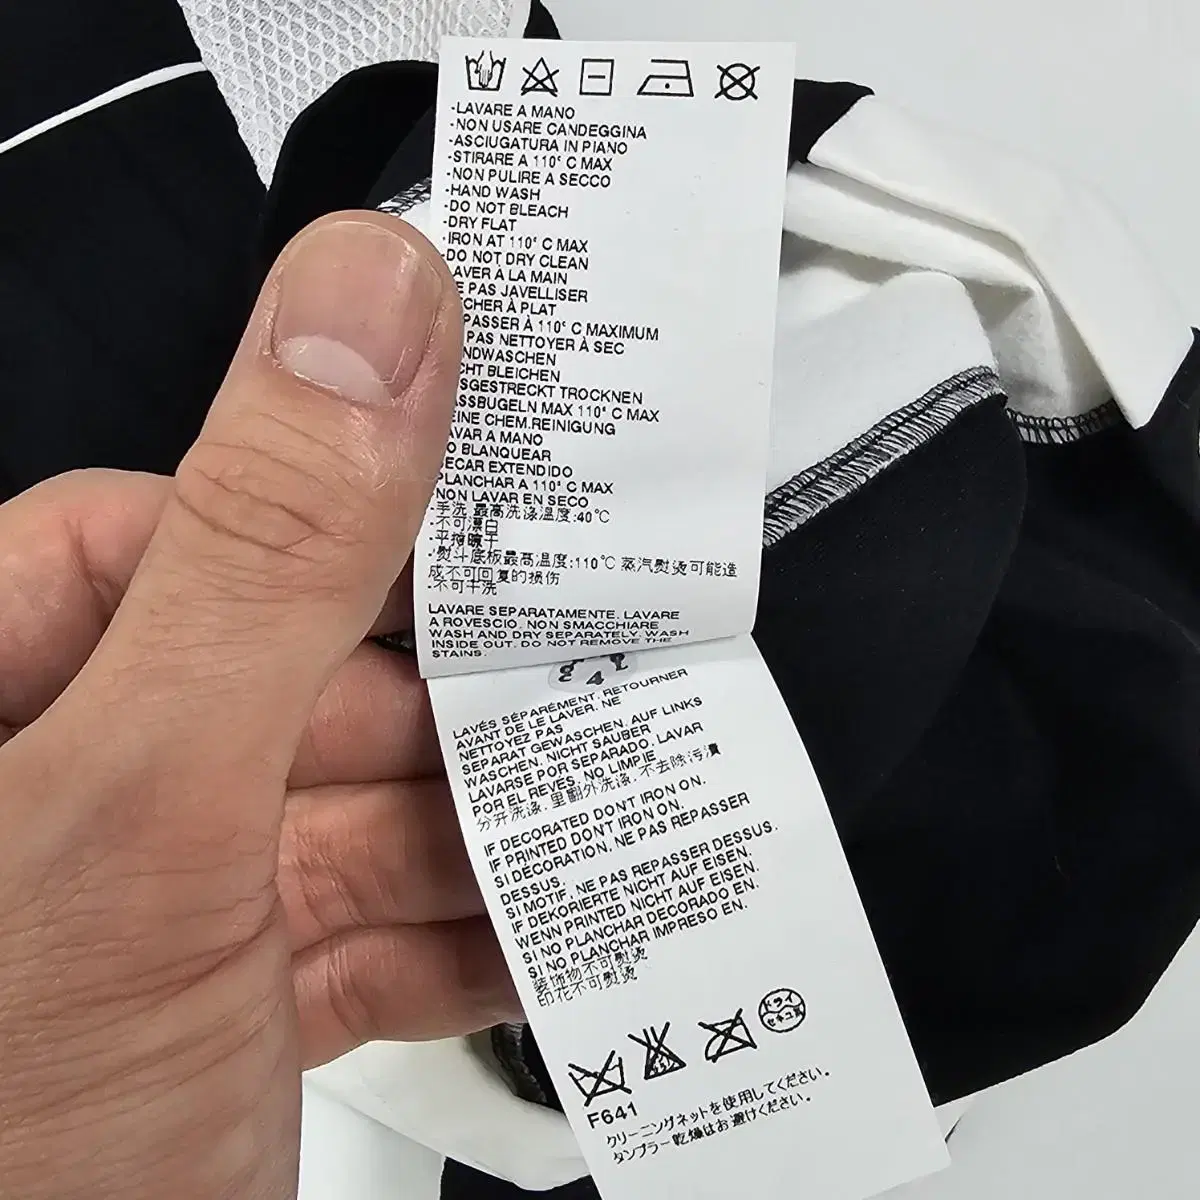 -LAVARE A MANO
-NON USARE CANDEGGINA
-ASCIUGATURA IN PIANO
-STIRARE A 110° C MAX
-NON PULIRE A SECCO
-HAND WASH
-DO NOT BLEACH
-DRY FLAT
-IRON AT 110° C MAX
-DO NOT DRY CLEAN
LAVER À LA MAIN
PAS JAVELLISER
À PLAT
PASSER À 110° C MAXIMUM
PAS NETTOYER À SEC
NDWASCHEN
CHT BLEICHEN
SGESTRECKT TROCKNEN
ASSBUGELN MAX 110° C MAX
EINE CHEM.REINIGUNG
AVAR A MANO
O BLANQUEAR
ECAR EXTENDIDO
PLANCHAR A 110° C MAX
-NON LAVAR EN SECO
-手洗 最高洗涤温度:40℃
-不可漂白
-平摊晾干
-熨斗底板最高温度:110℃ 蒸汽熨烫可能造
成不可回复的损伤
-不可干洗
LAVARE SEPARATAMENTE. LAVARE
A ROVESCIO. NON SMACCHIARE
WASH AND DRY SEPARATELY. WASH
INSIDE OUT. DO NOT REMOVE THE
STAINS.
LAVÉS SÉPARÉMENT. RETOURNER
AVANT DE LE LAVER. NE
NETTOYEZ PAS
SEPARAT GEWASCHEN. AUF LINKS
WASCHEN. NICHT SAUBER
LAVARSE POR SEPARADO. LAVAR
POR EL REVES. NO LIMPIE
分开洗涤, 里翻外洗涤, 不去除污渍
IF DECORATED DON'T IRON ON.
IF PRINTED DON'T IRON ON.
SI DÉCORATION. NE PAS REPASSER
DESSUS.
SI MOTIF. NE PAS REPASSER DESSUS.
IF DEKORIERTE NICHT AUF EISEN.
WENN PRINTED NICHT AUF EISEN.
SI NO PLANCHAR DECORADO EN.
SI NO PLANCHAR IMPRESO EN.
装饰物不可熨烫
印花不可熨烫
ドライ
セキユ系
F641
クリーニングネットを使用してください。
タンブラー乾燥はお避けください。